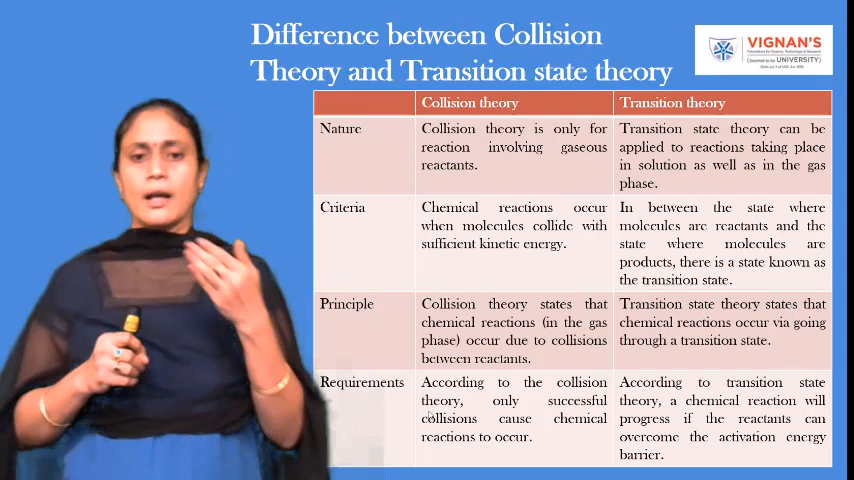 Difference between Collision
Theory and Transition state theory
VIGNAN'S
UNIVERSITY
Collision theory
Transition theory
Nature
Collision theory is only for
reaction involving gaseous
reactants.
Transition state theory can be
applied to reactions taking place
in solution as well as in the gas
phase.
Criteria
Chemical reactions occur
when molecules collide with
sufficient kinetic energy.
In between the state where
molecules are reactants and the
state where molecules are
products, there is a state known as
the transition state.
Principle
Collision theory states that
chemical reactions (in the gas
phase) occur due to collisions
between reactants.
Transition state theory states that
chemical reactions occur via going
through a transition state.
Requirements
According to the collision
theory, only successful
collisions cause chemical
reactions to occur.
According to transition state
theory, a chemical reaction will
progress if the reactants can
overcome the activation energy
barrier.